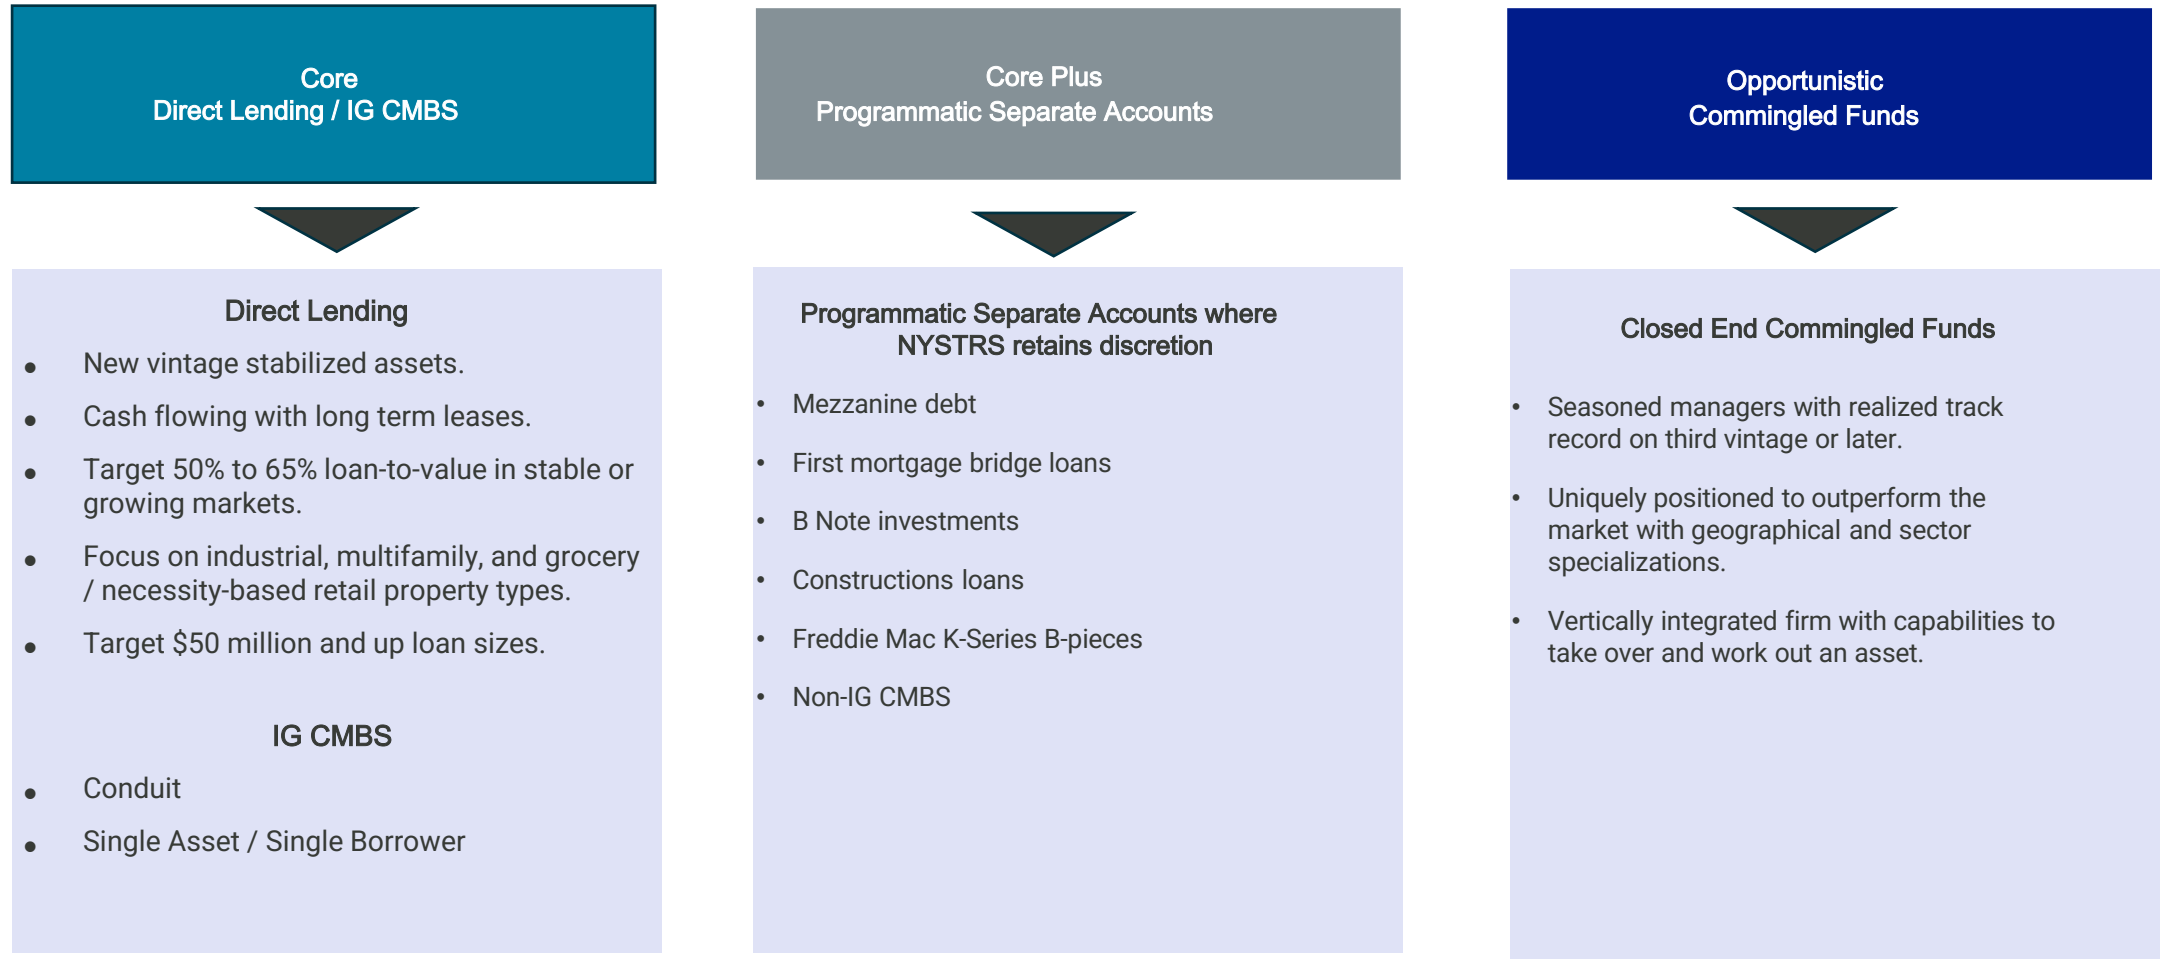 Core
Direct Lending / IG CMBS
Direct Lending
• New vintage stabilized assets.
• Cash flowing with long term leases.
• Target 50% to 65% loan-to-value in stable or
growing markets.
• Focus on industrial, multifamily, and grocery
/ necessity-based retail property types.
• Target $50 million and up loan sizes.
IG CMBS
• Conduit
• Single Asset / Single Borrower
Core Plus
Programmatic Separate Accounts
Programmatic Separate Accounts where
NYSTRS retains discretion
• Mezzanine debt
• First mortgage bridge loans
• B Note investments
• Constructions loans
• Freddie Mac K-Series B-pieces
• Non-IG CMBS
Opportunistic
Commingled Funds
Closed End Commingled Funds
• Seasoned managers with realized track
record on third vintage or later.
• Uniquely positioned to outperform the
market with geographical and sector
specializations.
• Vertically integrated firm with capabilities to
take over and work out an asset.